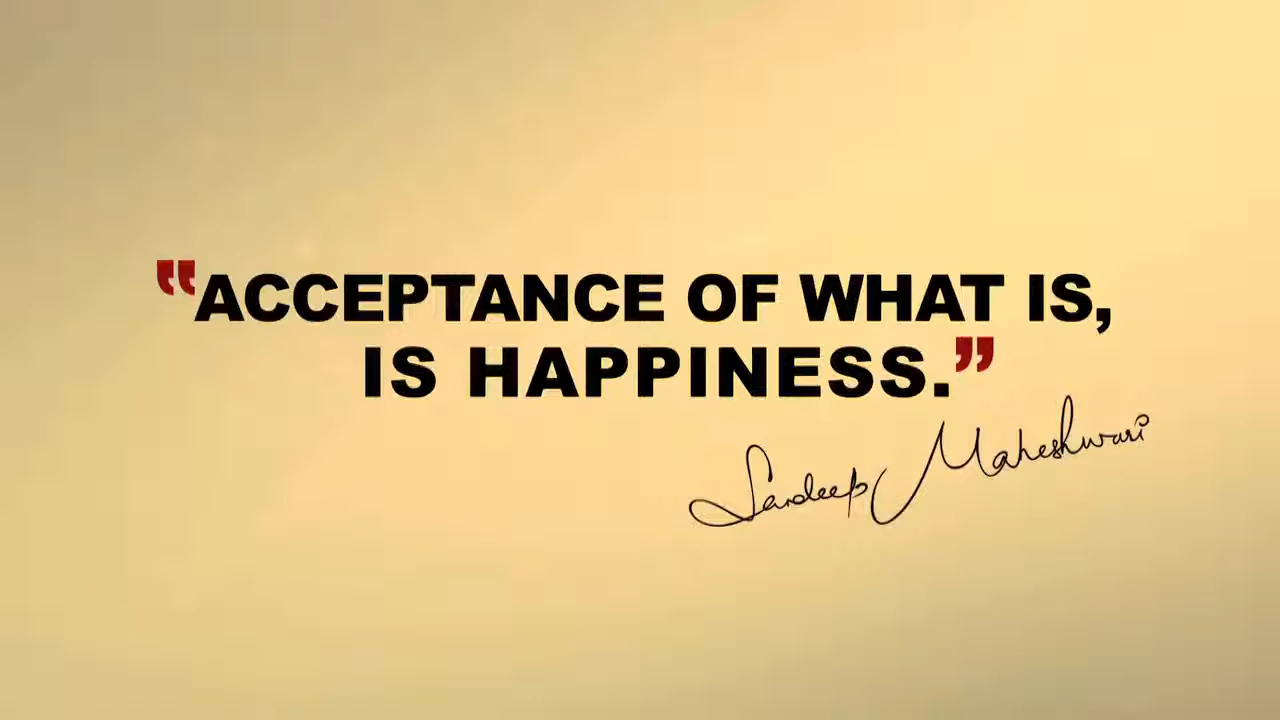 “ACCEPTANCE OF WHAT IS,
IS HAPPINESS.”
Sandeep Maheshwari